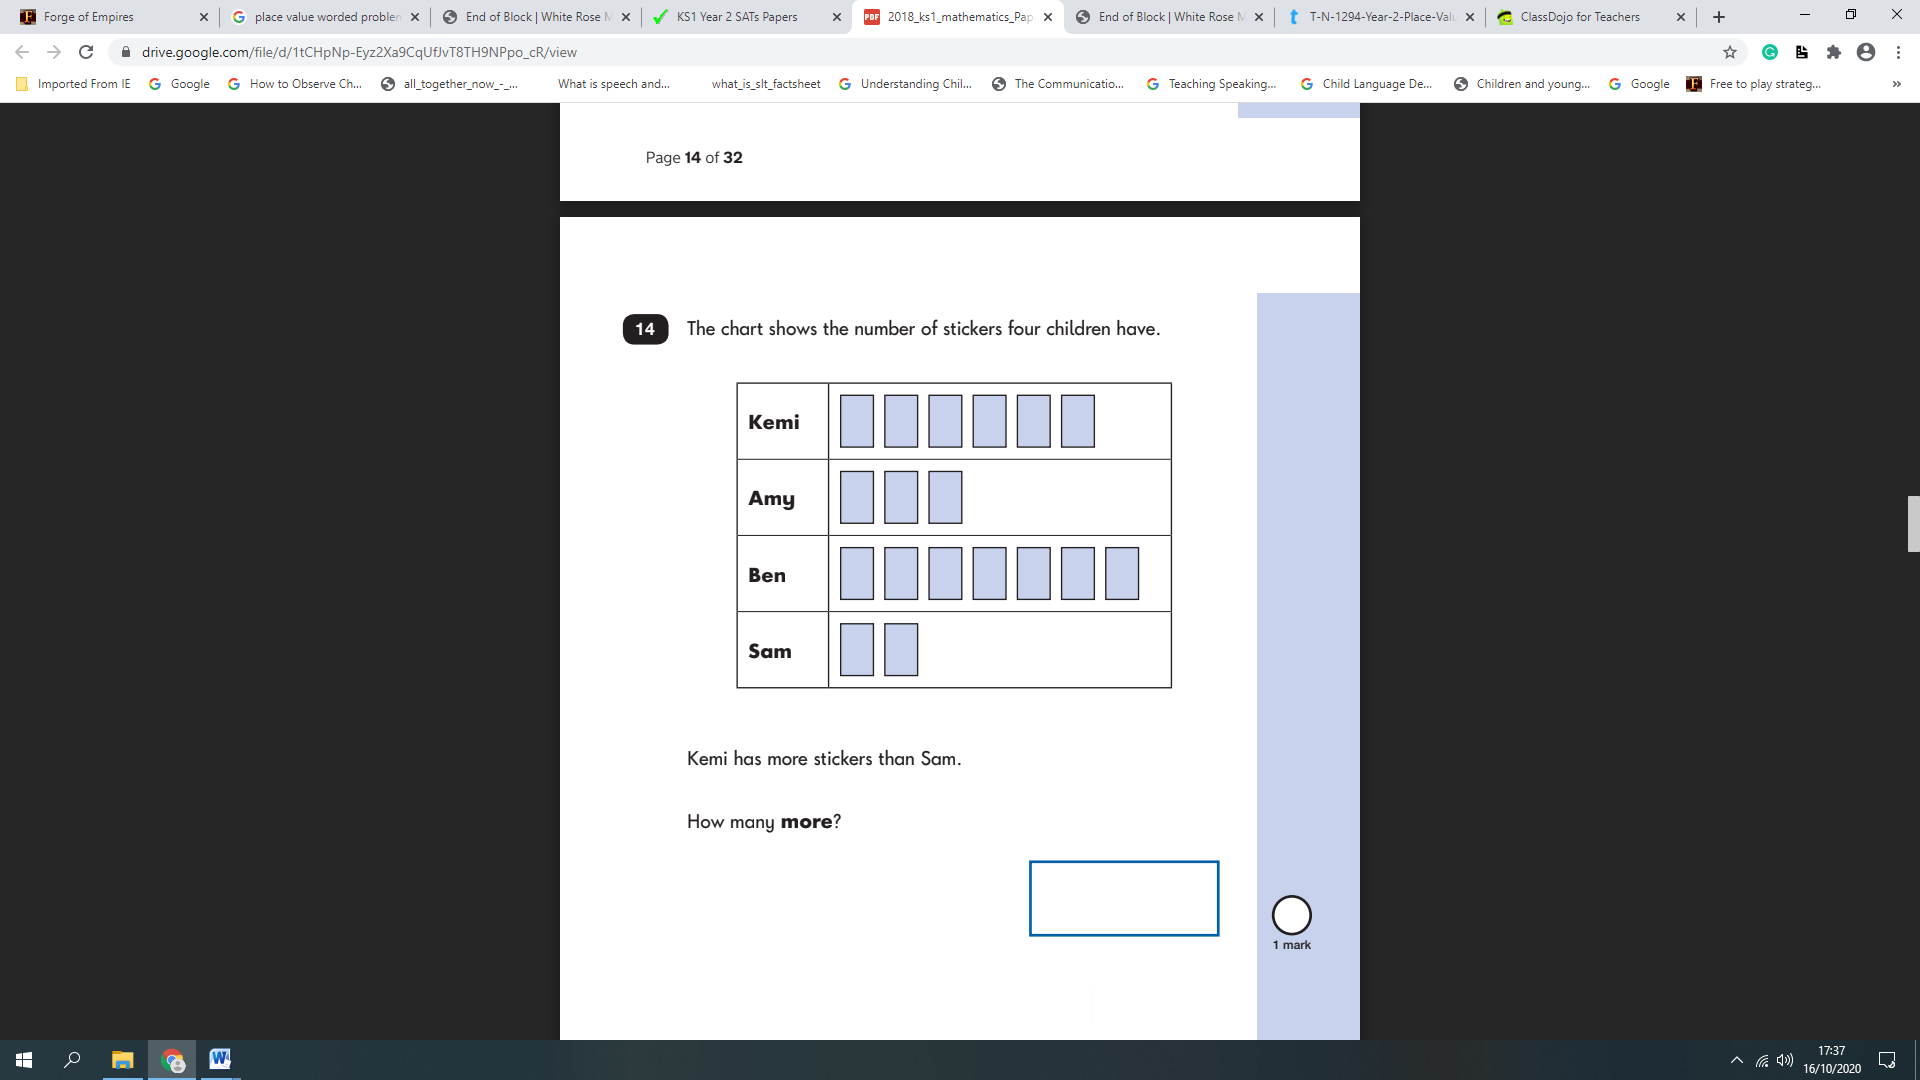 Forge of Empires
place value worded problem
End of Block | White Rose M
KS1 Year 2 SATs Papers
PDF
2018_ks1_mathematics_Pap
End of Block | White Rose M
T-N-1294-Year-2-Place-Valu
ClassDojo for Teachers
drive.google.com/file/d/1tCHpNp-Eyz2Xa9CqUfJvT8TH9NPpo_cR/view
Imported From IE
Google
How to Observe Ch...
all_together_now_-_...
What is speech and...
what_is_slt_factsheet
Understanding Chil...
The Communicatio...
Teaching Speaking...
Child Language De...
Children and young...
Google
Free to play strateg...
Page 14 of 32
14 The chart shows the number of stickers four children have.
Kemi
Amy
Ben
Sam
Kemi has more stickers than Sam.
How many more?
1 mark
17:37
16/10/2020